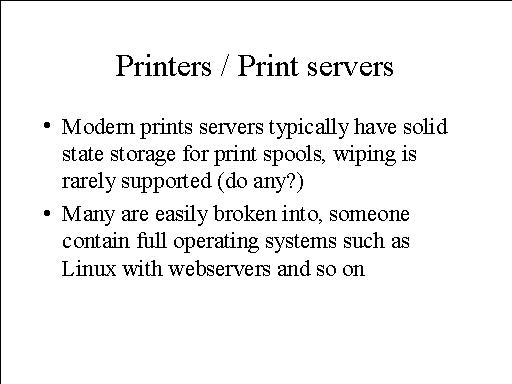 Printers / Print servers
• Modern prints servers typically have solid
state storage for print spools, wiping is
rarely supported (do any?)
• Many are easily broken into, someone
contain full operating systems such as
Linux with webservers and so on